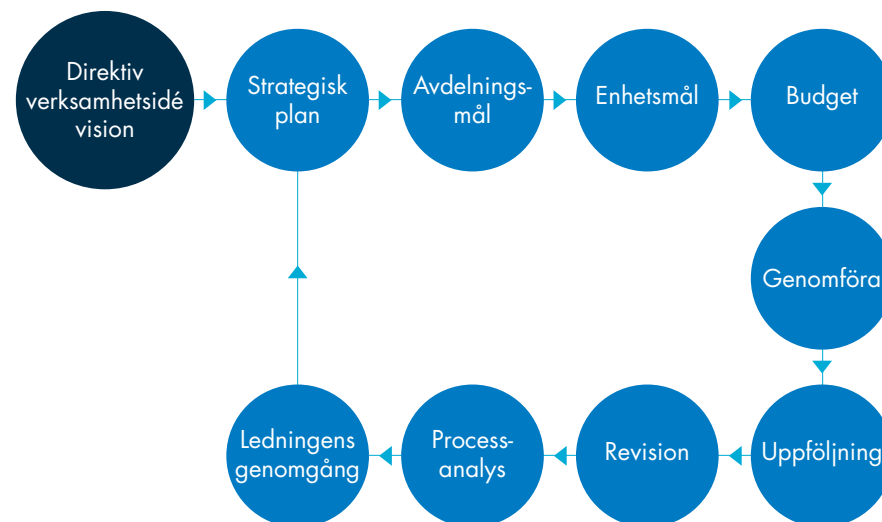 Direktiv
verksamhetsidé
vision
Strategisk
plan
Avdelnings-
mål
Enhetsmål
Budget
Genomföra
Uppföljning
Revision
Process-
analys
Ledningens
genomgång